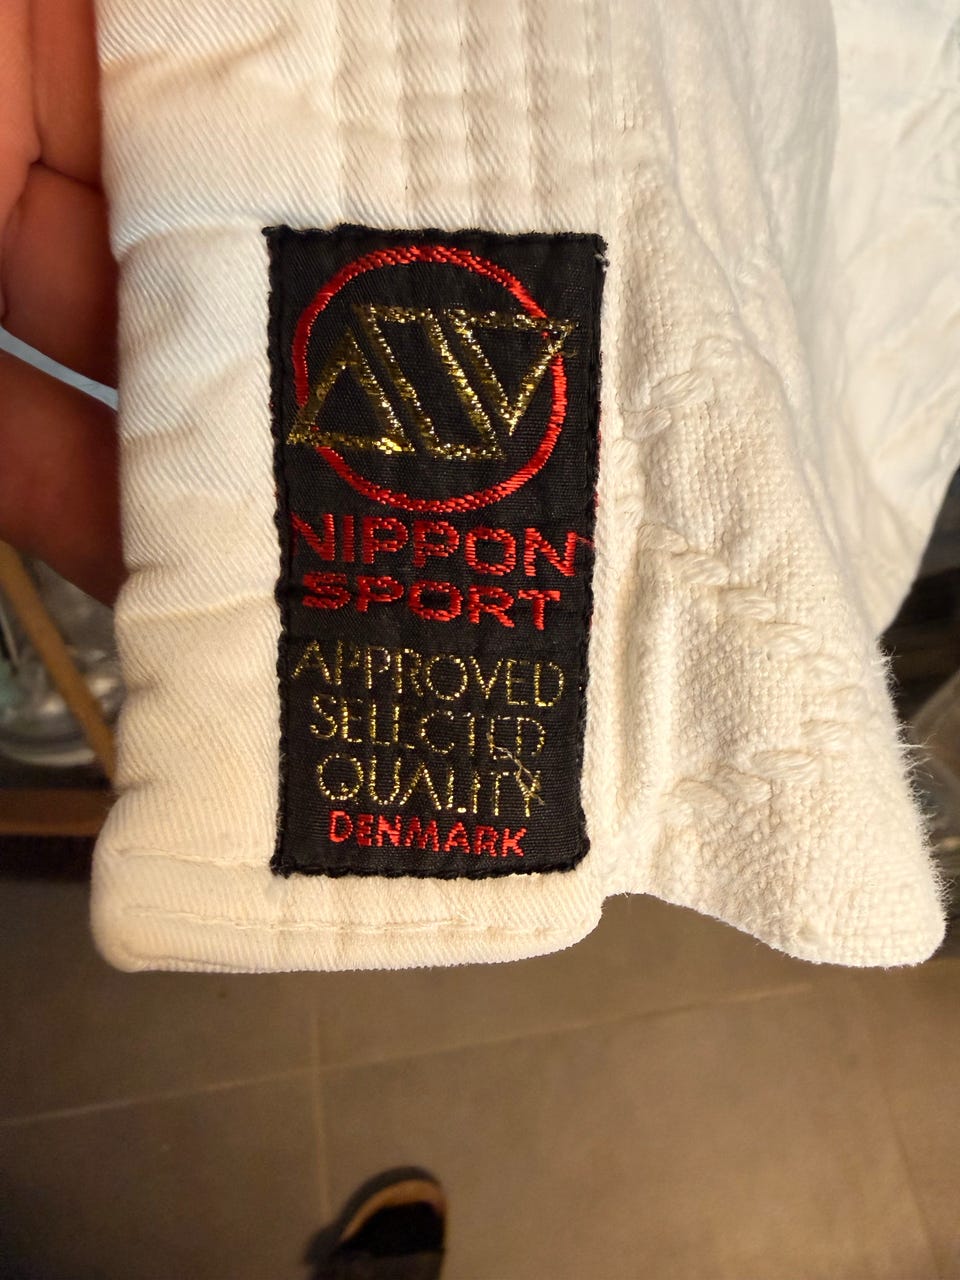 NIPPON
SPORT
APPROVED
SELECTED
QUALITY
DENMARK